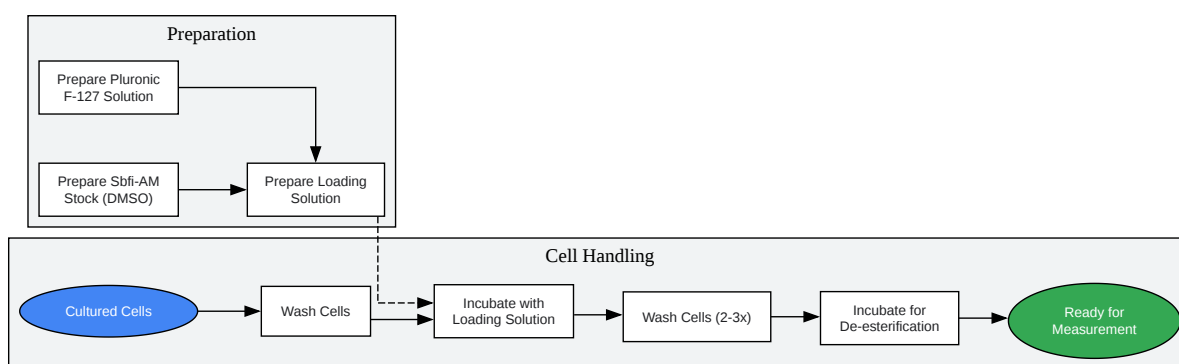 Preparation
Prepare Pluronic
F-127 Solution
Prepare Sbfi-AM
Stock (DMSO)
Prepare Loading
Solution
Cell Handling
Cultured Cells
Wash Cells
Incubate with
Loading Solution
Wash Cells (2-3x)
Incubate for
De-esterification
Ready for
Measurement